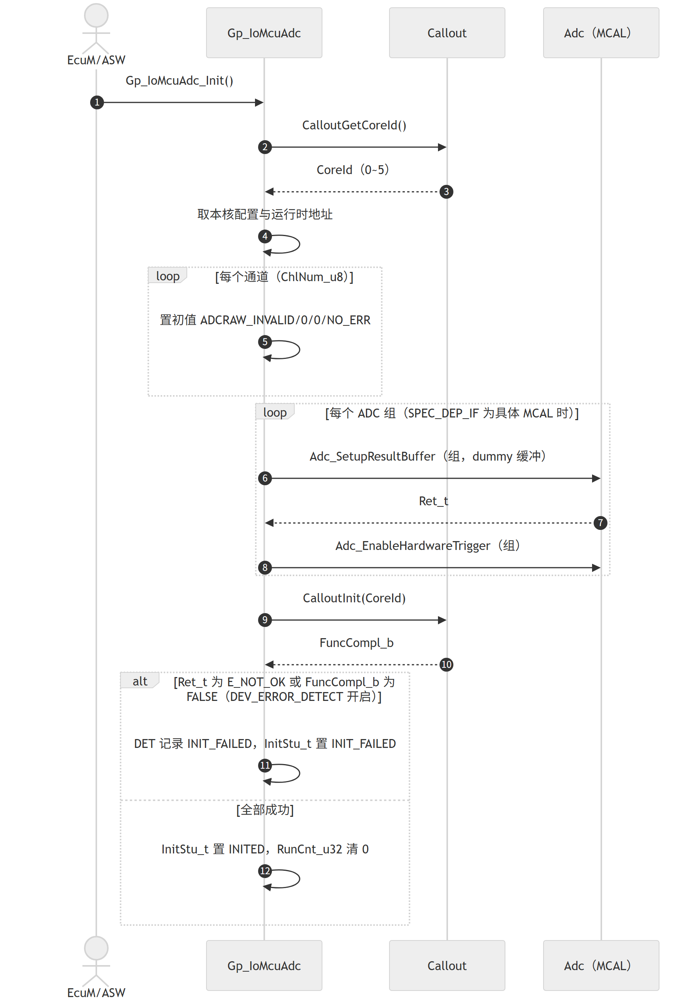 EcuM/ASW
Gp_IoMcuAdc
Callout
Adc（MCAL）
Gp_IoMcuAdc_Init()
1
CalloutGetCoreId()
2
CoreId（0~5）
3
取本核配置与运行时地址
4
loop
[每个通道（ChlNum_u8）]
置初值 ADCRAW_INVALID/0/0/NO_ERR
5
loop
[每个 ADC 组（SPEC_DEP_IF 为具体 MCAL 时）]
Adc_SetupResultBuffer（组，dummy 缓冲）
6
Ret_t
7
Adc_EnableHardwareTrigger（组）
8
CalloutInit(CoreId)
9
FuncCompl_b
10
alt
[Ret_t 为 E_NOT_OK 或 FuncCompl_b 为
FALSE（DEV_ERROR_DETECT 开启）]
DET 记录 INIT_FAILED，InitStu_t 置 INIT_FAILED
11
[全部成功]
InitStu_t 置 INITED，RunCnt_u32 清 0
12
Gp_IoMcuAdc
Callout
Adc（MCAL）
EcuM/ASW